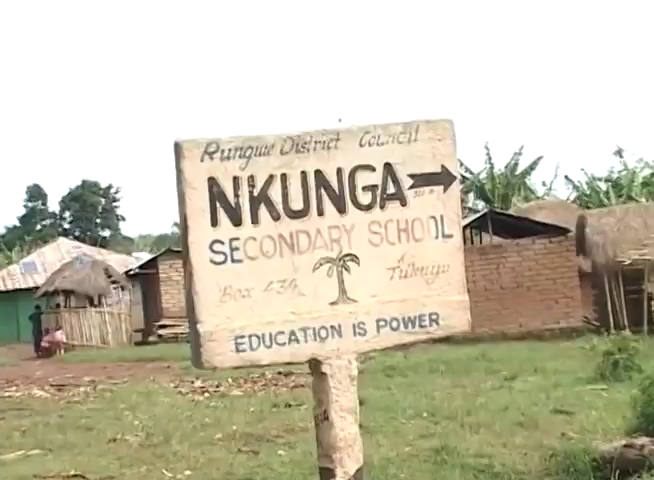 Rungwe District Council
NKUNGA
SECONDARY SCHOOL
Box 434
EDUCATION IS POWER